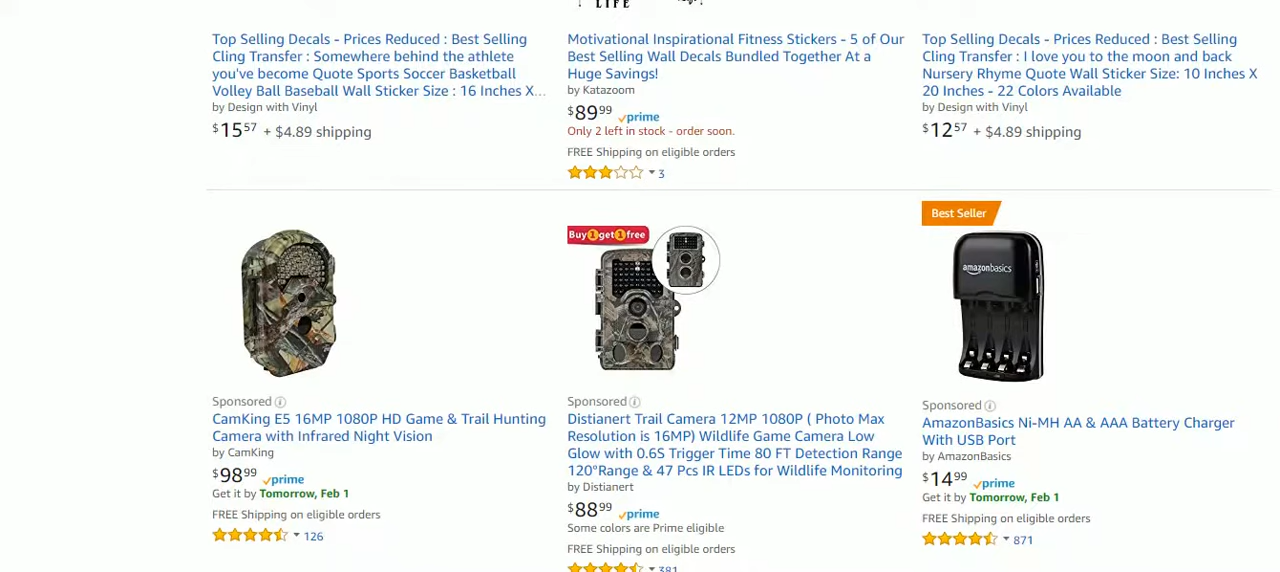 LIFE
Top Selling Decals - Prices Reduced : Best Selling
Cling Transfer : Somewhere behind the athlete
you've become Quote Sports Soccer Basketball
Volley Ball Baseball Wall Sticker Size : 16 Inches X...
by Design with Vinyl
$15 57 + $4.89 shipping
Motivational Inspirational Fitness Stickers - 5 of Our
Best Selling Wall Decals Bundled Together At a
Huge Savings!
by Katazoom
$89 99 prime
Only 2 left in stock - order soon.
FREE Shipping on eligible orders
3
Top Selling Decals - Prices Reduced : Best Selling
Cling Transfer : I love you to the moon and back
Nursery Rhyme Quote Wall Sticker Size: 10 Inches X
20 Inches - 22 Colors Available
by Design with Vinyl
$12 57 + $4.89 shipping
Sponsored
CamKing E5 16MP 1080P HD Game & Trail Hunting
Camera with Infrared Night Vision
by CamKing
$98 99 prime
Get it by Tomorrow, Feb 1
FREE Shipping on eligible orders
126
Buy1get1free
Sponsored
Distianert Trail Camera 12MP 1080P ( Photo Max
Resolution is 16MP) Wildlife Game Camera Low
Glow with 0.6S Trigger Time 80 FT Detection Range
120°Range & 47 Pcs IR LEDs for Wildlife Monitoring
by Distianert
$88 99 prime
Some colors are Prime eligible
FREE Shipping on eligible orders
381
Best Seller
amazonbasics
Sponsored
AmazonBasics Ni-MH AA & AAA Battery Charger
With USB Port
by AmazonBasics
$14 99 prime
Get it by Tomorrow, Feb 1
FREE Shipping on eligible orders
871